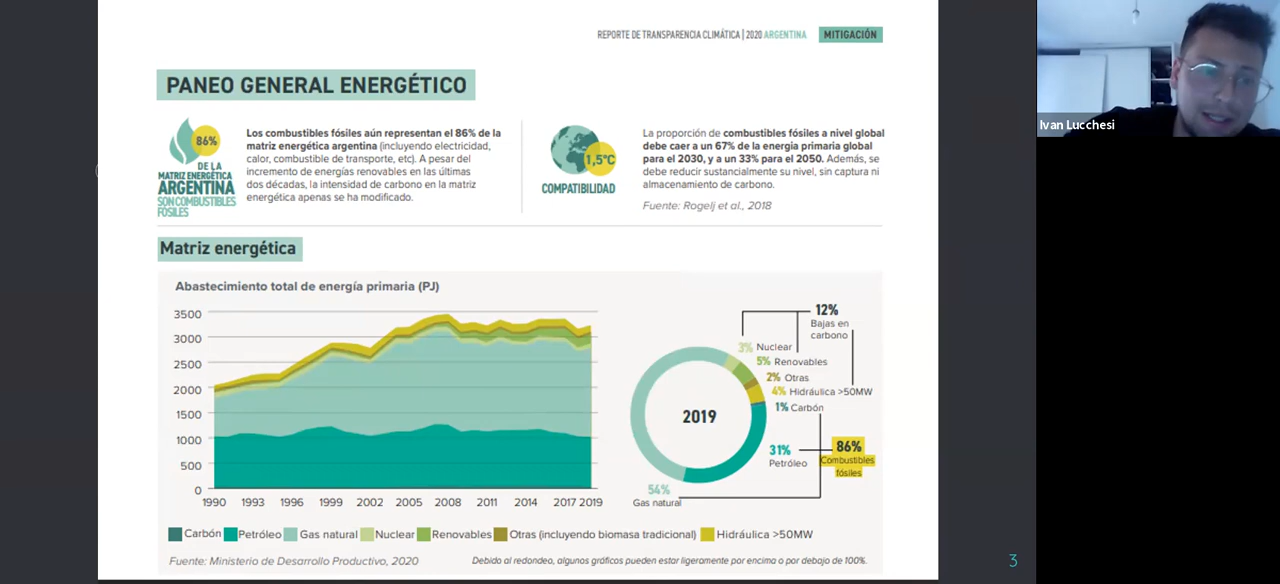 REPORTE DE TRANSPARENCIA CLIMÁTICA | 2020 ARGENTINA MITIGACIÓN
Ivan Lucchesi
PANEO GENERAL ENERGÉTICO
86%
DE LA
MATRIZ ENERGÉTICA
ARGENTINA
SON COMBUSTIBLES
FÓSILES
Los combustibles fósiles aún representan el 86% de la
matriz energética argentina (incluyendo electricidad,
calor, combustible de transporte, etc). A pesar del
incremento de energías renovables en las últimas
dos décadas, la intensidad de carbono en la matriz
energética apenas se ha modificado.
1,5°C
COMPATIBILIDAD
La proporción de combustibles fósiles a nivel global
debe caer a un 67% de la energia primaria global
para el 2030, y a un 33% para el 2050. Además, se
debe reducir sustancialmente su nivel, sin captura ni
almacenamiento de carbono.
Fuente: Rogelj et al., 2018
Matriz energética
Abastecimiento total de energía primaria (PJ)
3500
3000
2500
2000
1500
1000
500
0
1990 1993 1996 1999 2002 2005 2008 2011 2014 2017 2019
2019
12%
Bajas en
carbono
3% Nuclear
5% Renovables
2% Otras
4% Hidráulica >50MW
1% Carbón
31%
Petróleo
86%
Combustibles
fósiles
54%
Gas natural
Carbón Petróleo Gas natural Nuclear Renovables Otras (incluyendo biomasa tradicional) Hidráulica >50MW
Fuente: Ministerio de Desarrollo Productivo, 2020
Debido al redondeo, algunos gráficos pueden estar ligeramente por encima o por debajo de 100%.
3